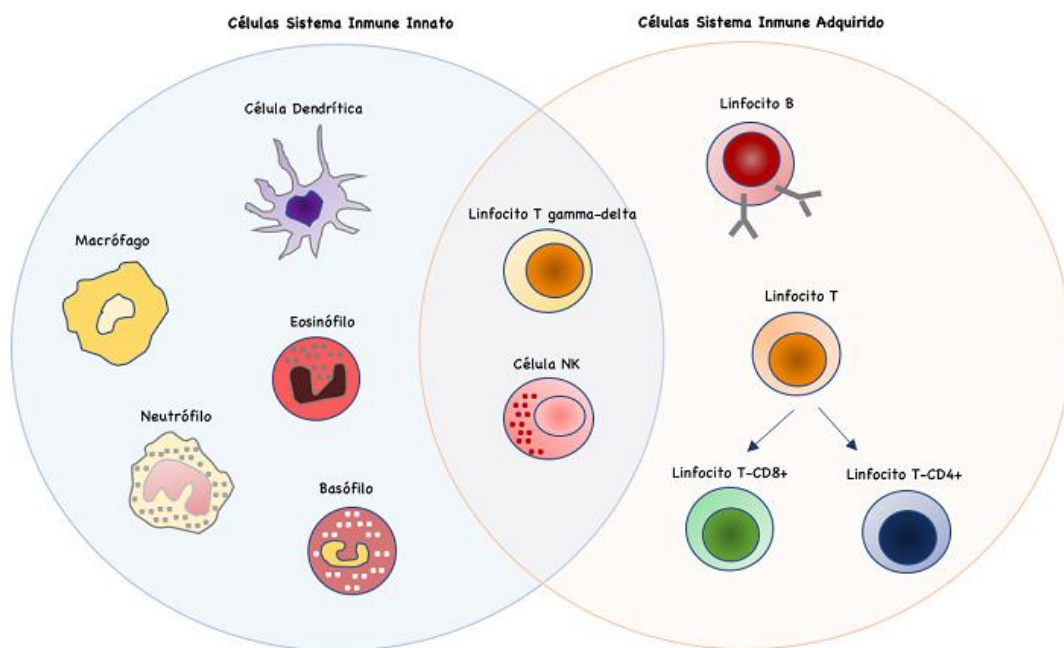 Células Sistema Inmune Innato
Células Sistema Inmune Adquirido
Célula Dendrítica
Linfocito B
Linfocito T gamma-delta
Macrófago
Linfocito T
Eosinófilo
Célula NK
Neutrófilo
Linfocito T-CD8+
Linfocito T-CD4+
Basófilo